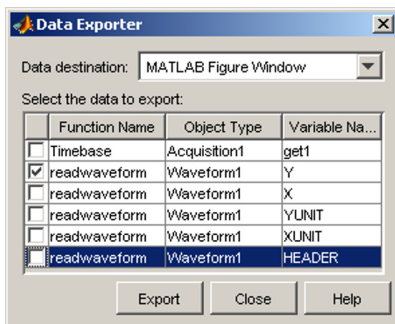 Data Exporter
Data destination: MATLAB Figure Window
Select the data to export:
Function Name Object Type Variable Na...
Timebase Acquisition1 get1
readwaveform Waveform1 Y
readwaveform Waveform1 X
readwaveform Waveform1 YUNIT
readwaveform Waveform1 XUNIT
readwaveform Waveform1 HEADER
Export Close Help